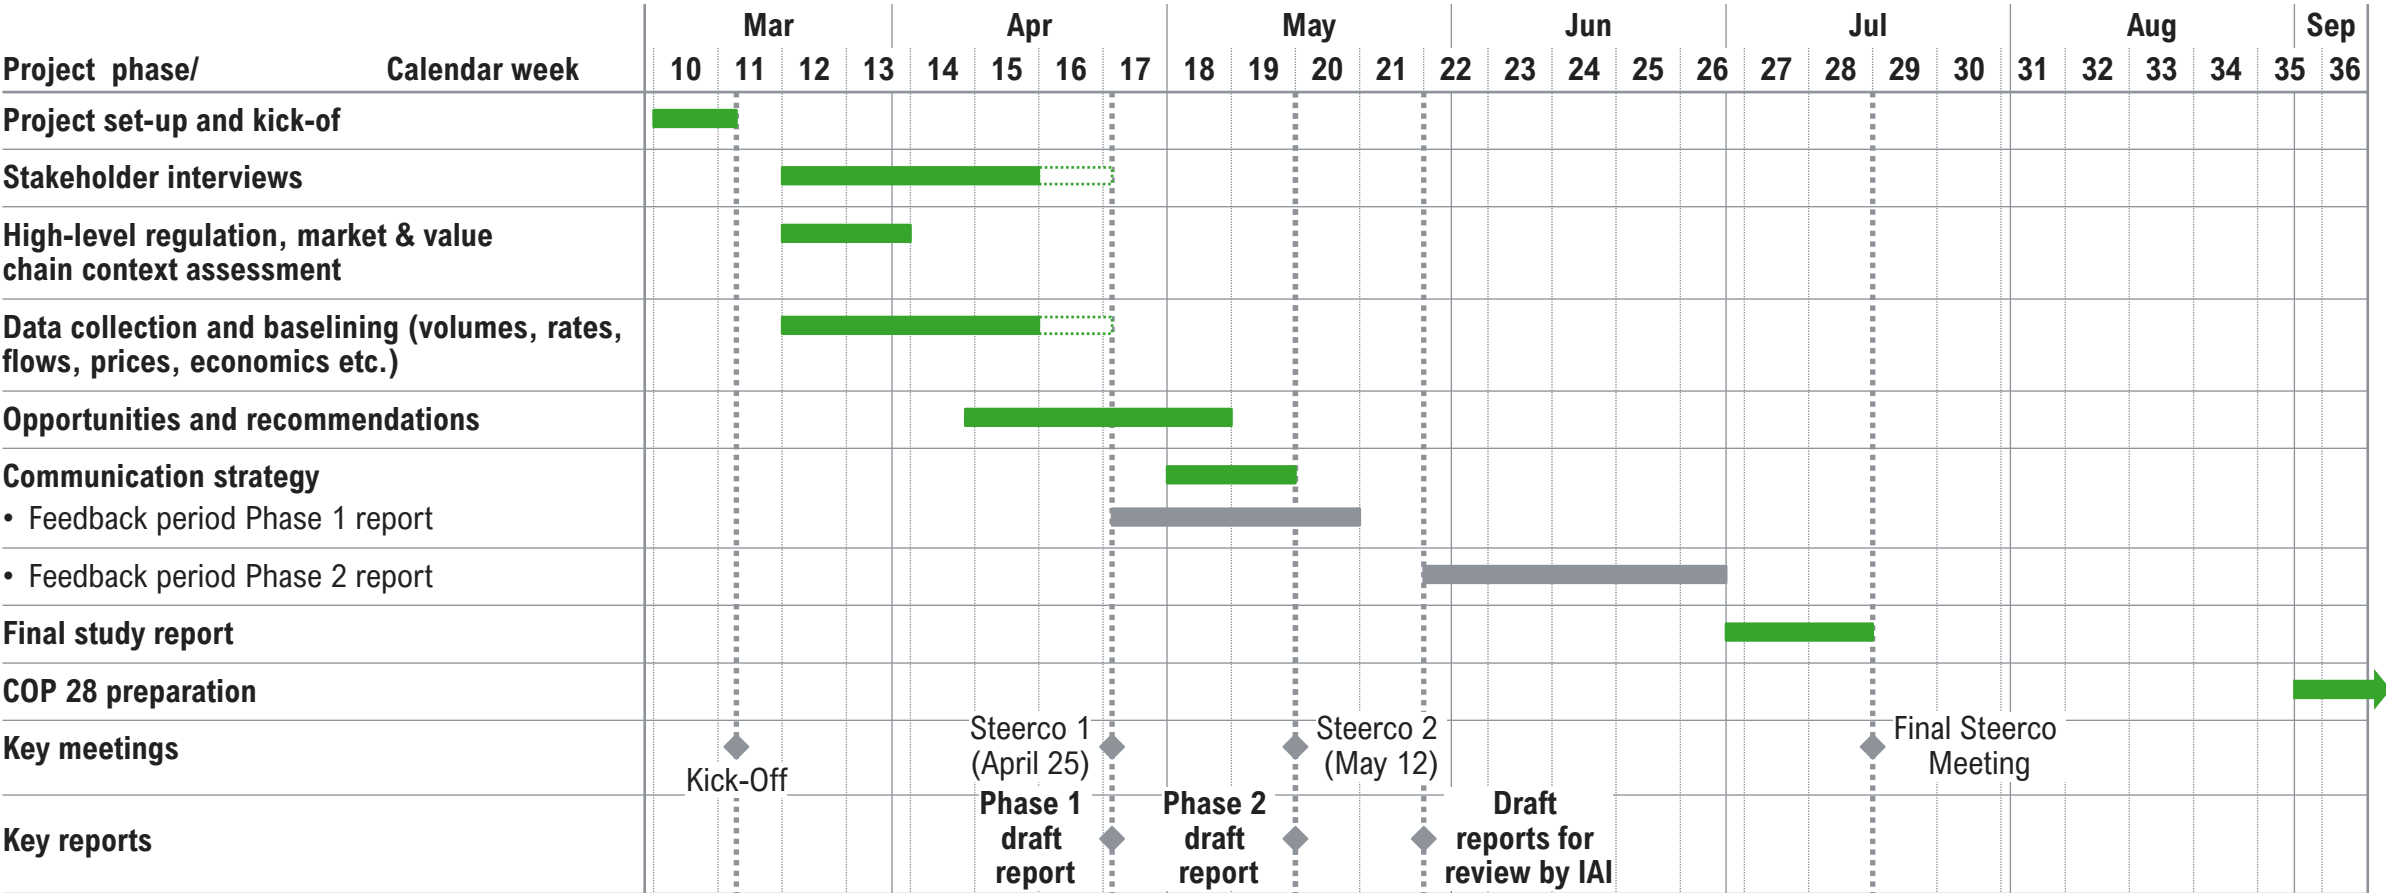 Mar Apr May Jun Jul Aug Sep
Project phase/ Calendar week 10 11 12 13 14 15 16 17 18 19 20 21 22 23 24 25 26 27 28 29 30 31 32 33 34 35 36
Project set-up and kick-of
Stakeholder interviews
High-level regulation, market & value
chain context assessment
Data collection and baselining (volumes, rates,
flows, prices, economics etc.)
Opportunities and recommendations
Communication strategy
• Feedback period Phase 1 report
• Feedback period Phase 2 report
Final study report
COP 28 preparation
Key meetings
Kick-Off
Steerco 1
(April 25)
Steerco 2
(May 12)
Final Steerco
Meeting
Key reports
Phase 1
draft
report
Phase 2
draft
report
Draft
reports for
review by IAI